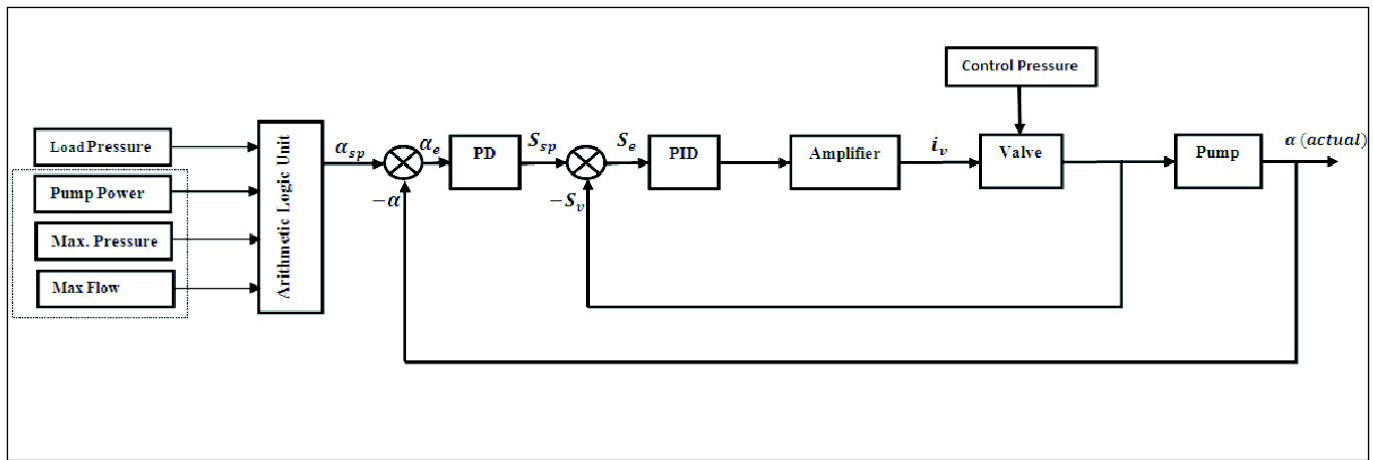 Control Pressure
Load Pressure
Pump Power
Max. Pressure
Max Flow
Arithmetic Logic Unit
α_sp
α_e
−α
PD
S_sp
S_e
−S_v
PID
Amplifier
i_v
Valve
Pump
α (actual)